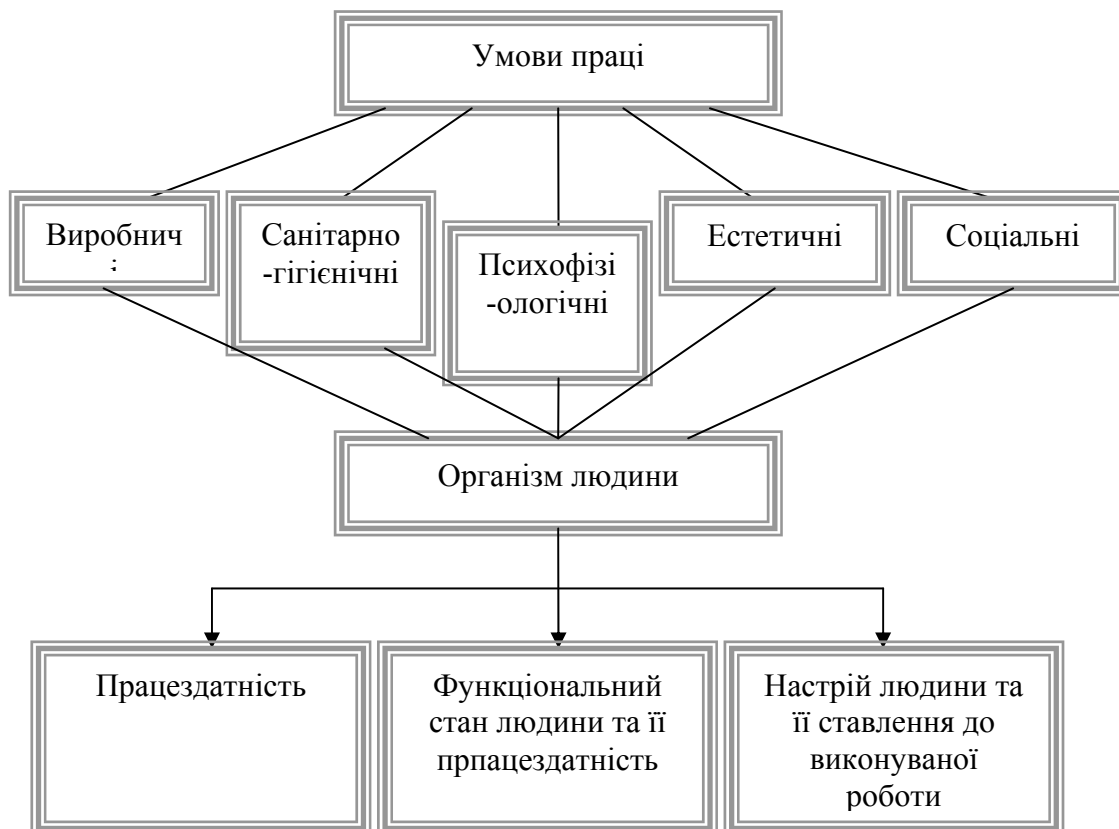 Умови праці
Виробнич
і
Санітарно
-гігієнічні
Психофізі
-ологічні
Естетичні
Соціальні
Організм людини
Працездатність
Функціональний
стан людини та її
прпацездатність
Настрій людини та
її ставлення до
виконуваної
роботи